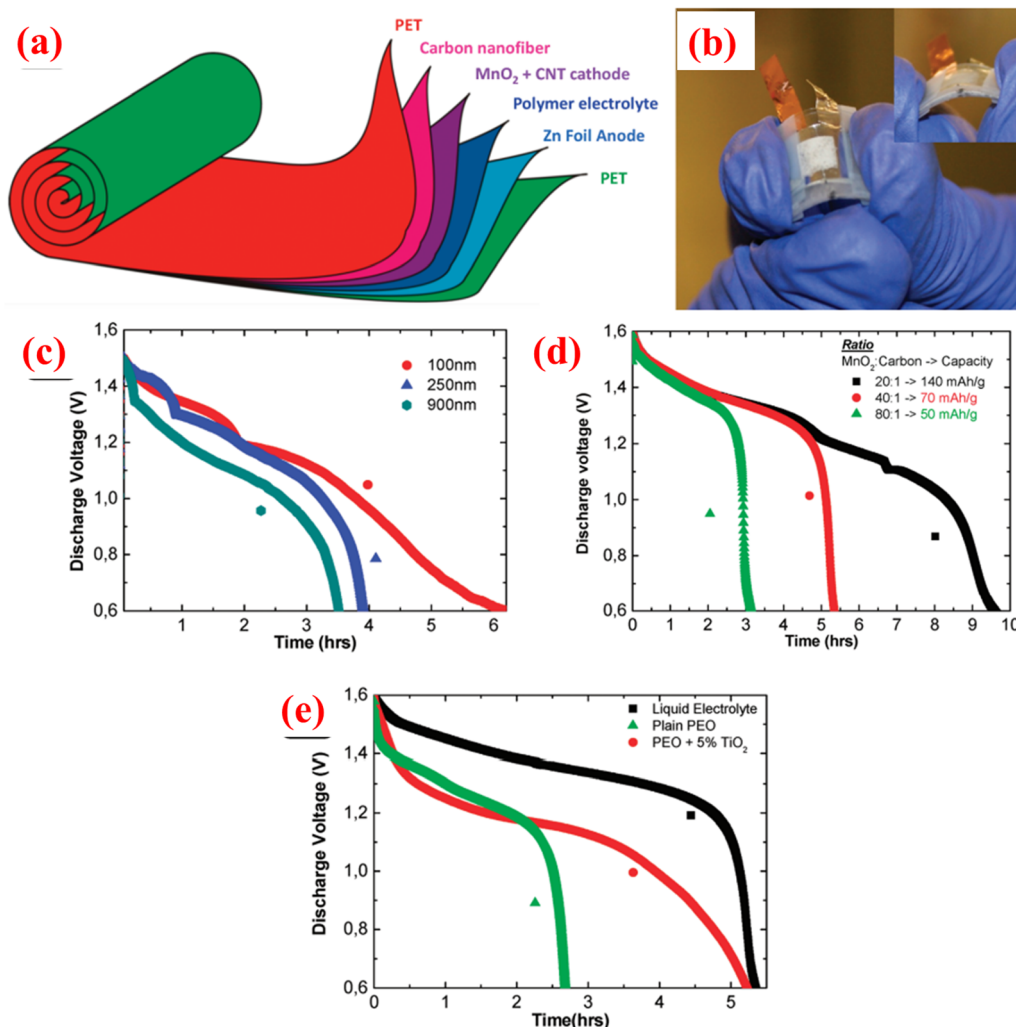 (a)
PET
Carbon nanofiber
MnO₂ + CNT cathode
Polymer electrolyte
Zn Foil Anode
PET
(b)
(c)
1,6
1,4
1,2
1,0
0,8
0,6
Discharge Voltage (V)
100nm
250nm
900nm
1 2 3 4 5 6
Time (hrs)
(d)
1,6
1,4
1,2
1,0
0,8
0,6
Discharge voltage (V)
Ratio
MnO₂:Carbon -> Capacity
20:1 -> 140 mAh/g
40:1 -> 70 mAh/g
80:1 -> 50 mAh/g
0 1 2 3 4 5 6 7 8 9 10
Time (hrs)
(e)
1,6
1,4
1,2
1,0
0,8
0,6
Discharge Voltage (V)
Liquid Electrolyte
Plain PEO
PEO + 5% TiO₂
0 1 2 3 4 5
Time(hrs)